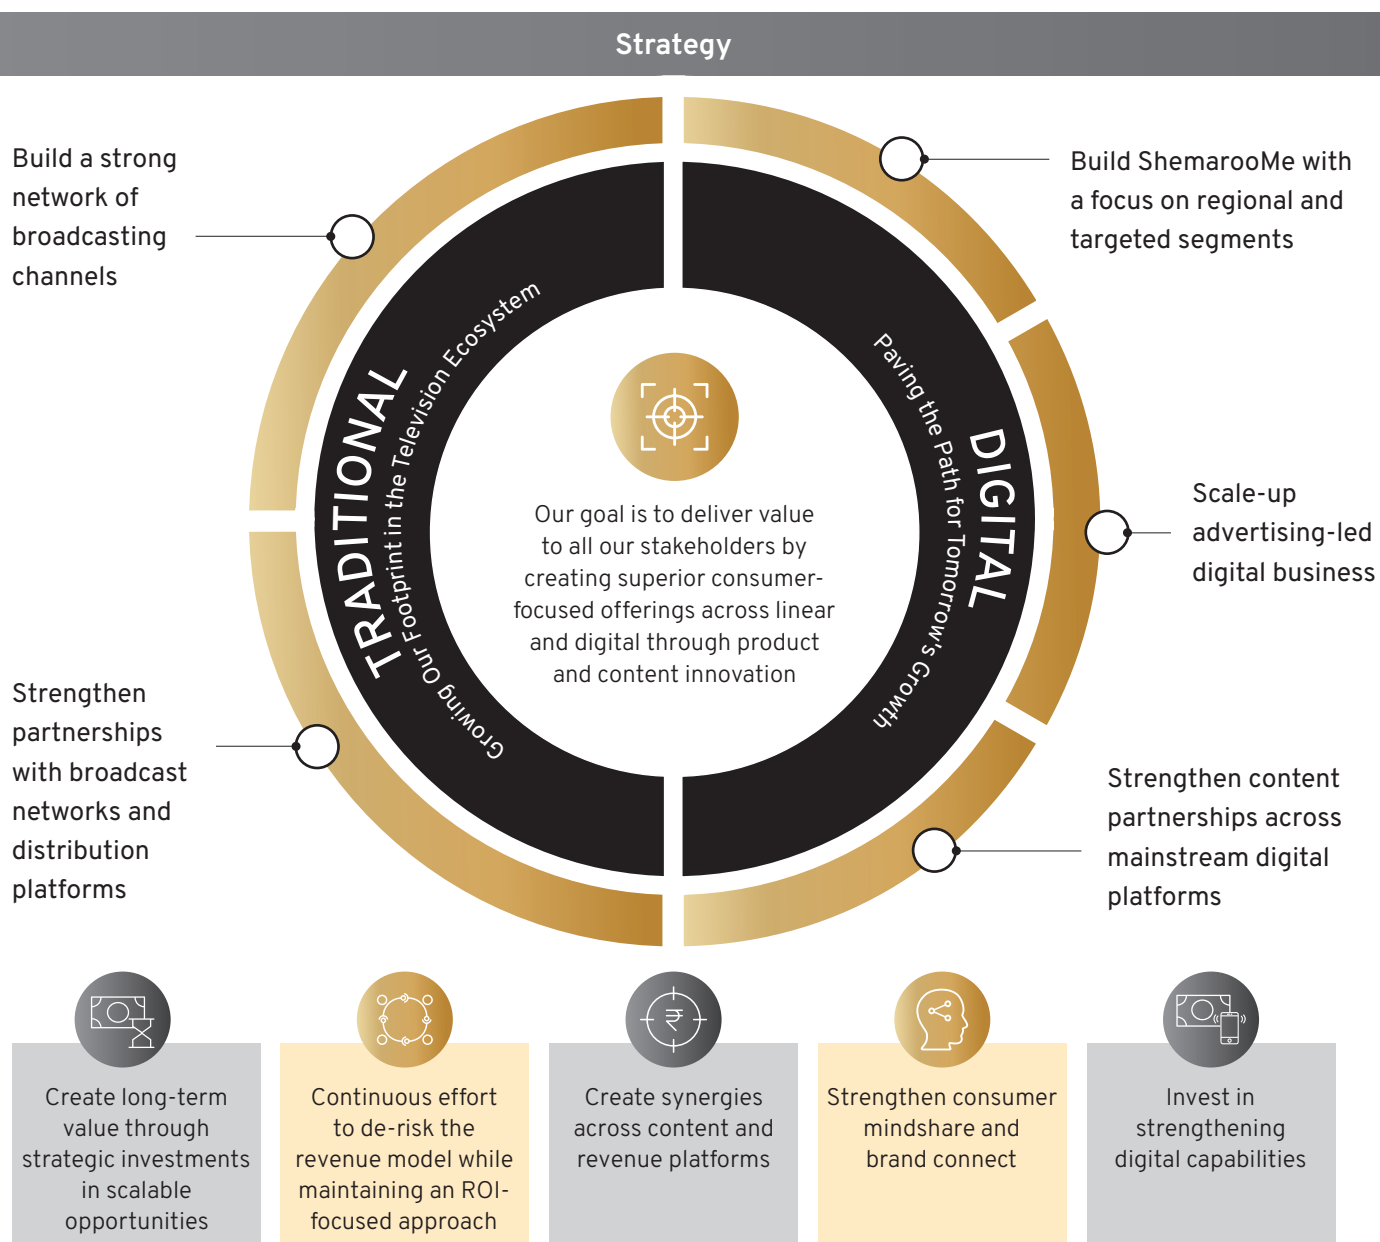 Strategy
Build a strong
network of
broadcasting
channels
Strengthen
partnerships
with broadcast
networks and
distribution
platforms
TRADITIONAL
Growing Our Footprint in the Television Ecosystem
Our goal is to deliver value
to all our stakeholders by
creating superior consumer-
focused offerings across linear
and digital through product
and content innovation
DIGITAL
Paving the Path for Tomorrow's Growth
Build ShemarooMe with
a focus on regional and
targeted segments
Scale-up
advertising-led
digital business
Strengthen content
partnerships across
mainstream digital
platforms
Create long-term
value through
strategic investments
in scalable
opportunities
Continuous effort
to de-risk the
revenue model while
maintaining an ROI-
focused approach
₹
Create synergies
across content and
revenue platforms
Strengthen consumer
mindshare and
brand connect
Invest in
strengthening
digital capabilities